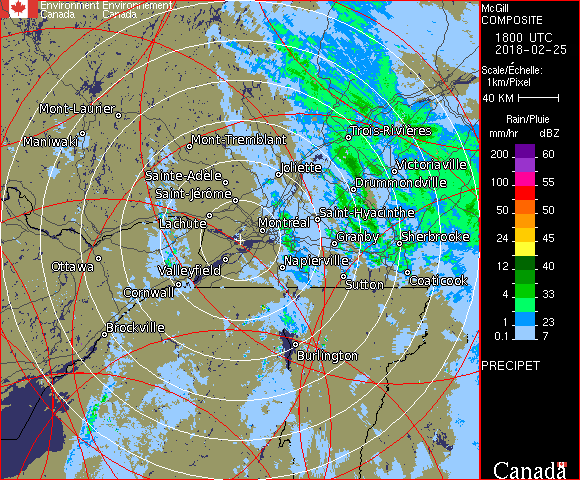 Environment Environnement
Canada Canada
McGill
COMPOSITE
1800 UTC
2018-02-25
Scale/Échelle:
1km/Pixel
40 KM
Rain/Pluie
mm/hr dBZ
200 60
100 55
50 50
50 45
24 45
12 40
4 33
1 23
0.1 7
PRECIPET
Canada
Mont-Laurier
Maniwaki
Mont-Tremblant
Trois-Rivières
Sainte-Adèle
Joliette
Victoriaville
Saint-Jérôme
Drummondville
Lachute
Montréal
Saint-Hyacinthe
Granby
Sherbrooke
Ottawa
Valleyfield
Napierville
Cornwall
Sutton
Coaticook
Brockville
Burlington